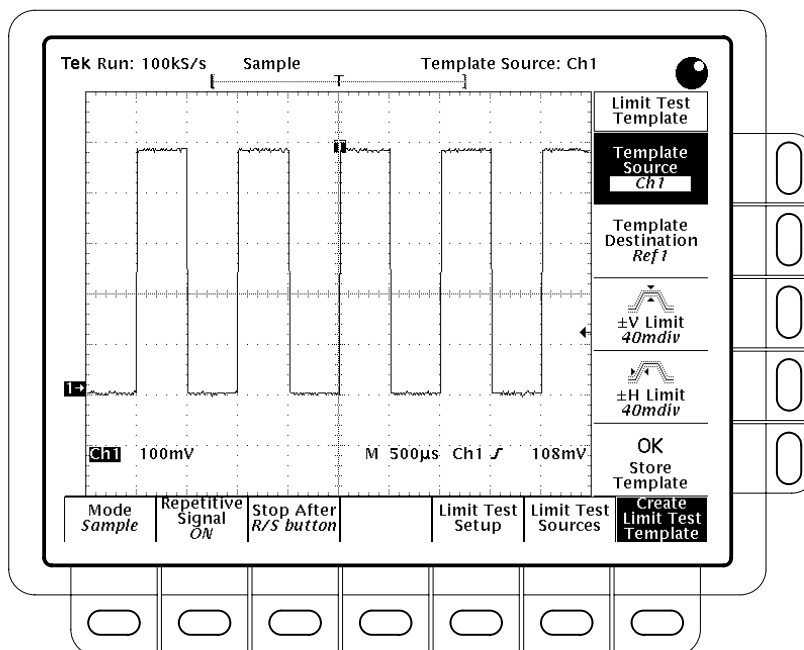 Tek Run: 100kS/s Sample Template Source: Ch1
T
Limit Test
Template
Template
Source
Ch1
Template
Destination
Ref1
±V Limit
40mdiv
±H Limit
40mdiv
OK
Store
Template
T
1→
Ch1 100mV M 500µs Ch1 108mV
Mode
Sample
Repetitive
Signal
ON
Stop After
R/S button
Limit Test
Setup
Limit Test
Sources
Create
Limit Test
Template